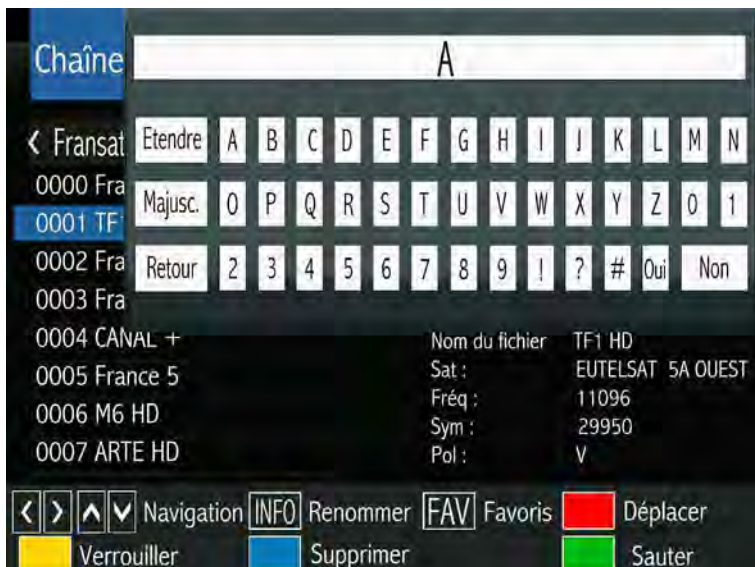 Chaîne
A
Fransat
Etendre A B C D E F G H I J K L M N
0000 Fra
Majusc. O P Q R S T U V W X Y Z 0 1
0001 TF
0002 Fra
Retour 2 3 4 5 6 7 8 9 ! ? # Oui Non
0003 Fra
0004 CANAL +
Nom du fichier TF1 HD
0005 France 5
Sat : EUTELSAT 5A OUEST
Fréq : 11096
0006 M6 HD
Sym : 29950
0007 ARTE HD
Pol : V
Navigation INFO Renommer FAV Favoris Déplacer
Verrouiller Supprimer Sauter